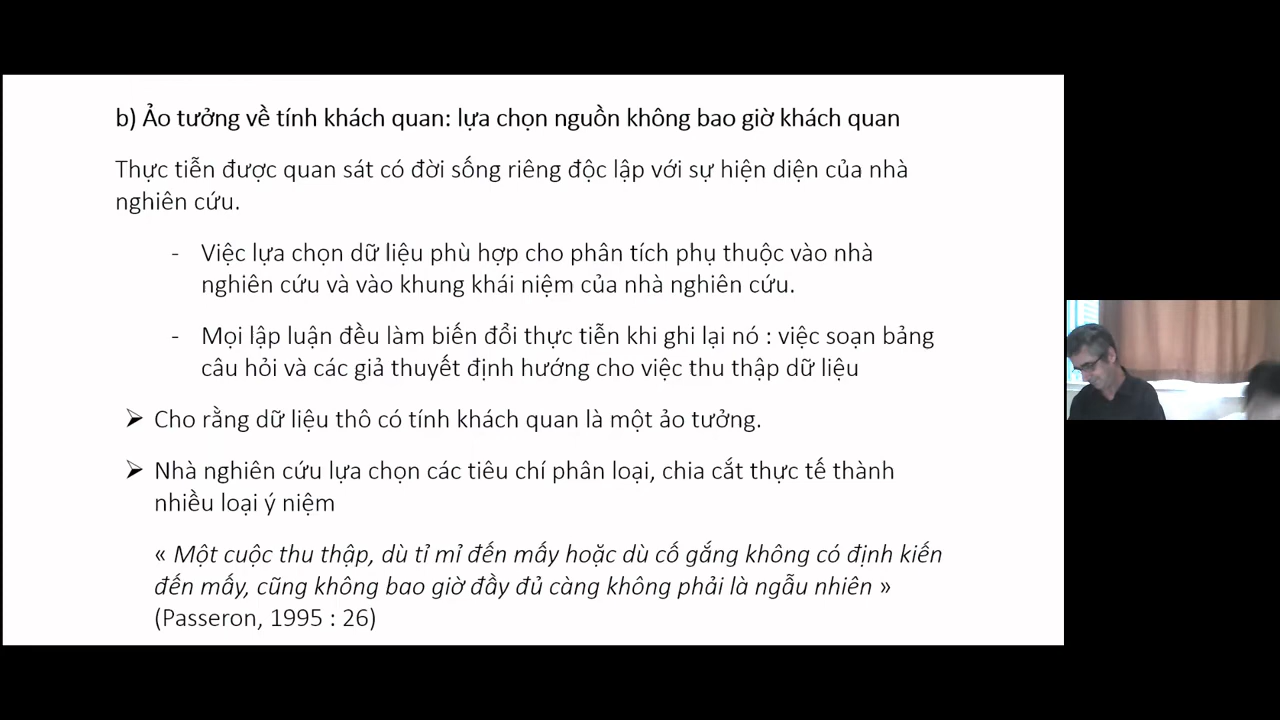 b) Ảo tưởng về tính khách quan: lựa chọn nguồn không bao giờ khách quan
Thực tiễn được quan sát có đời sống riêng độc lập với sự hiện diện của nhà
nghiên cứu.
- Việc lựa chọn dữ liệu phù hợp cho phân tích phụ thuộc vào nhà
nghiên cứu và vào khung khái niệm của nhà nghiên cứu.
- Mọi lập luận đều làm biến đổi thực tiễn khi ghi lại nó : việc soạn bảng
câu hỏi và các giả thuyết định hướng cho việc thu thập dữ liệu
➢ Cho rằng dữ liệu thô có tính khách quan là một ảo tưởng.
➢ Nhà nghiên cứu lựa chọn các tiêu chí phân loại, chia cắt thực tế thành
nhiều loại ý niệm
« Một cuộc thu thập, dù tỉ mỉ đến mấy hoặc dù cố gắng không có định kiến
đến mấy, cũng không bao giờ đầy đủ càng không phải là ngẫu nhiên »
(Passeron, 1995 : 26)